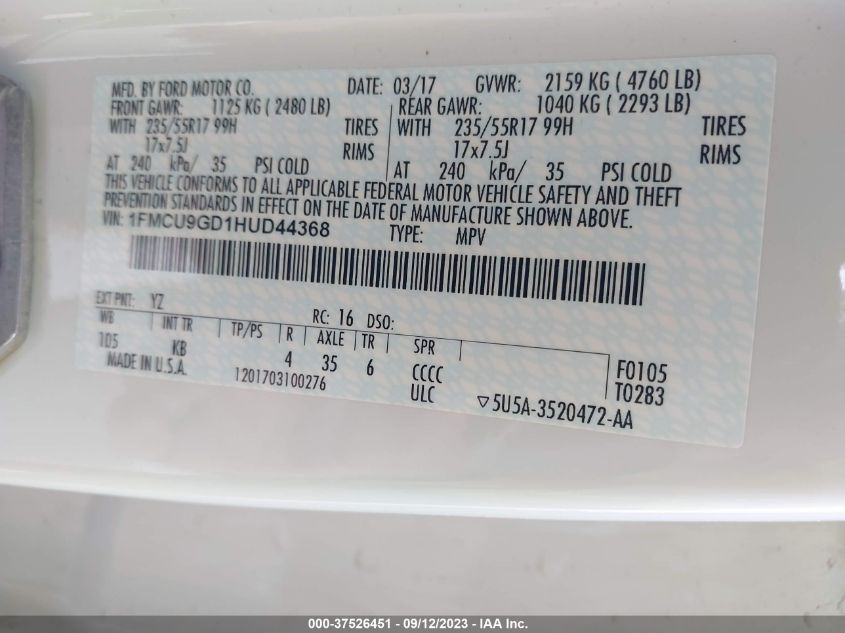 MFD. BY FORD MOTOR CO. DATE: 03/17 GVWR: 2159 KG ( 4760 LB)
FRONT GAWR: 1125 KG ( 2480 LB) REAR GAWR: 1040 KG ( 2293 LB)
WITH 235/55R17 99H TIRES WITH 235/55R17 99H TIRES
17x7.5J RIMS 17x7.5J RIMS
AT 240 kPa/ 35 PSI COLD AT 240 kPa/ 35 PSI COLD
THIS VEHICLE CONFORMS TO ALL APPLICABLE FEDERAL MOTOR VEHICLE SAFETY AND THEFT
PREVENTION STANDARDS IN EFFECT ON THE DATE OF MANUFACTURE SHOWN ABOVE.
VIN: 1FMCU9GD1HUD44368 TYPE: MPV
EXT PNT: YZ RC: 16 DSO:
WB INT TR TP/PS R AXLE TR SPR
105 KB 4 35 6 CCCC F0105
MADE IN U.S.A. 1201703100276 ULC ▽5U5A-3520472-AA T0283
000-37526451 - 09/12/2023 - IAA Inc.